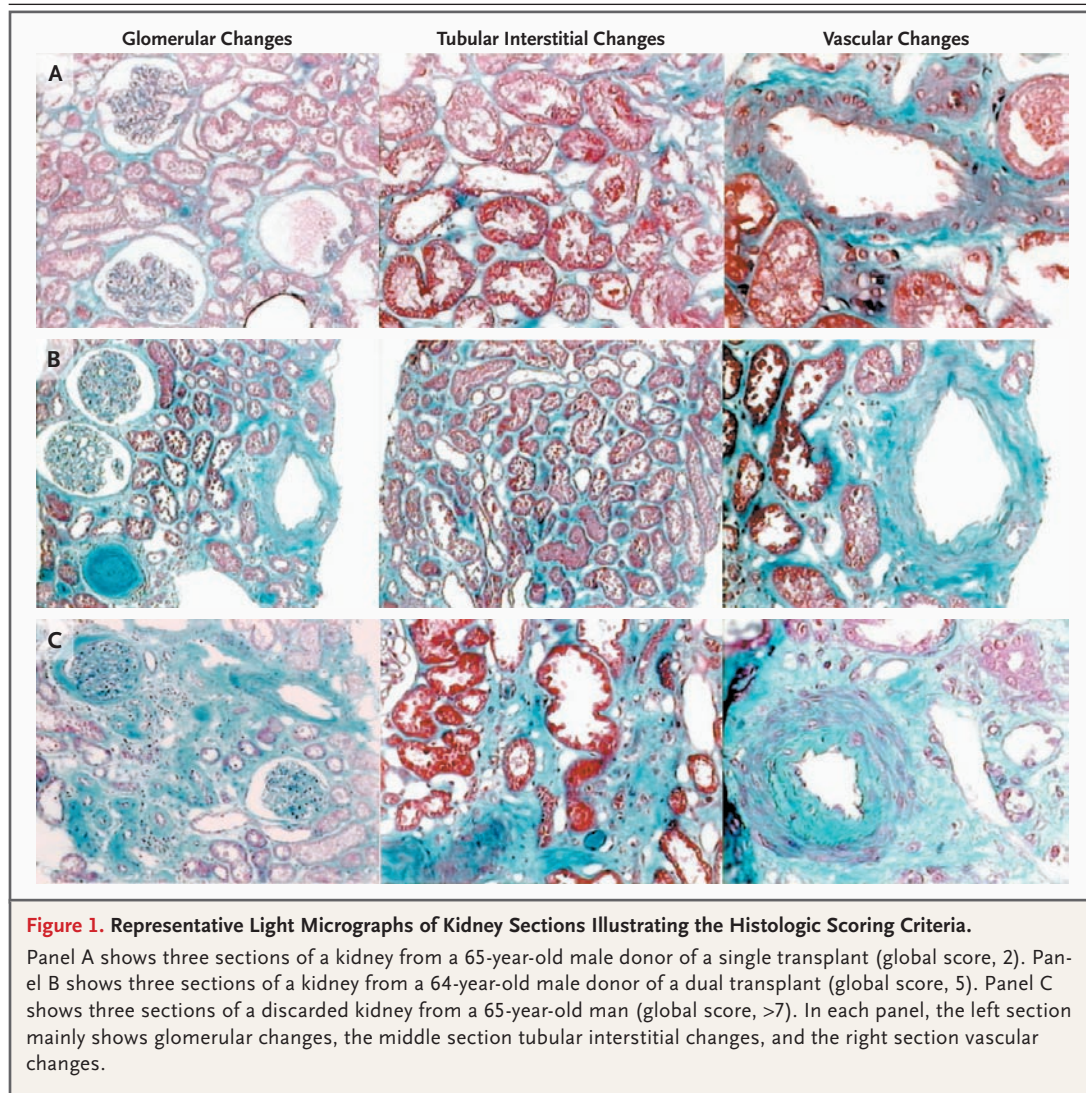 Glomerular Changes
Tubular Interstitial Changes
Vascular Changes
A
B
C
Figure 1. Representative Light Micrographs of Kidney Sections Illustrating the Histologic Scoring Criteria.
Panel A shows three sections of a kidney from a 65-year-old male donor of a single transplant (global score, 2). Pan-
el B shows three sections of a kidney from a 64-year-old male donor of a dual transplant (global score, 5). Panel C
shows three sections of a discarded kidney from a 65-year-old man (global score, >7). In each panel, the left section
mainly shows glomerular changes, the middle section tubular interstitial changes, and the right section vascular
changes.